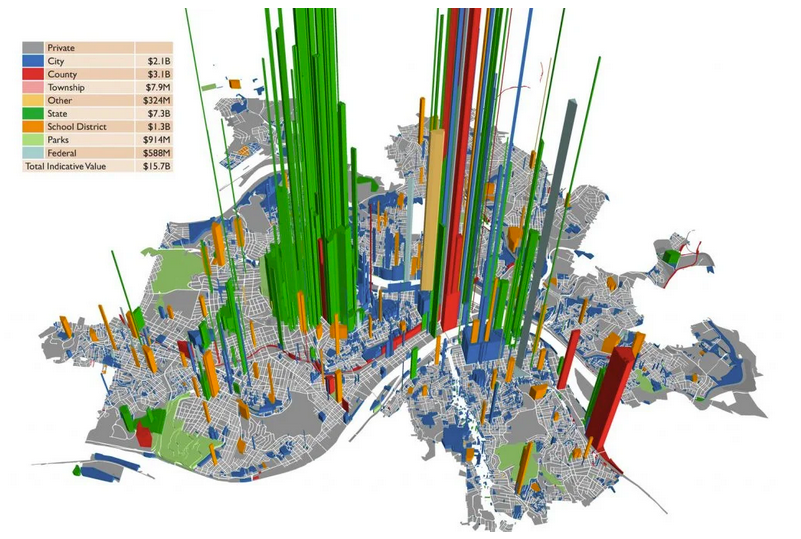 Private
City $2.1B
County $3.1B
Township $7.9M
Other $324M
State $7.3B
School District $1.3B
Parks $914M
Federal $588M
Total Indicative Value $15.7B